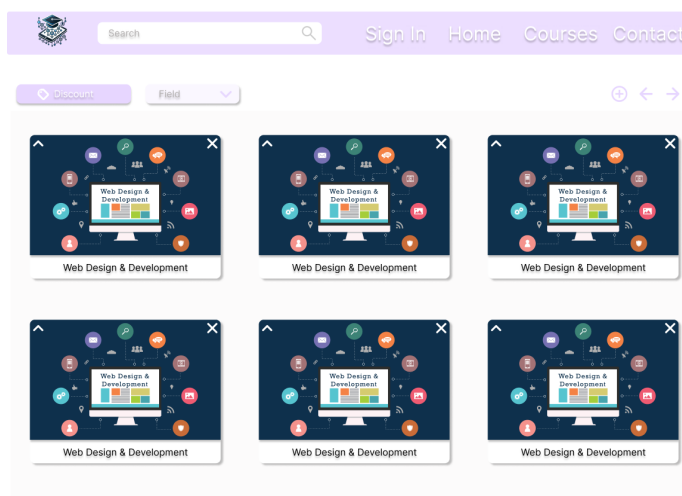 Search
Sign In Home Courses Contact
Discount
Field
Web Design &
Development
Web Design &
Development
Web Design &
Development
Web Design & Development
Web Design & Development
Web Design & Development
Web Design &
Development
Web Design &
Development
Web Design &
Development
Web Design & Development
Web Design & Development
Web Design & Development